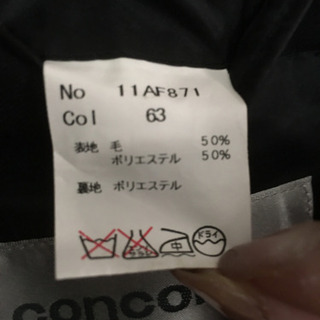 No 11AF871
Col 63
表地 毛 50%
ポリエステル 50%
裏地 ポリエステル
中
ドライ